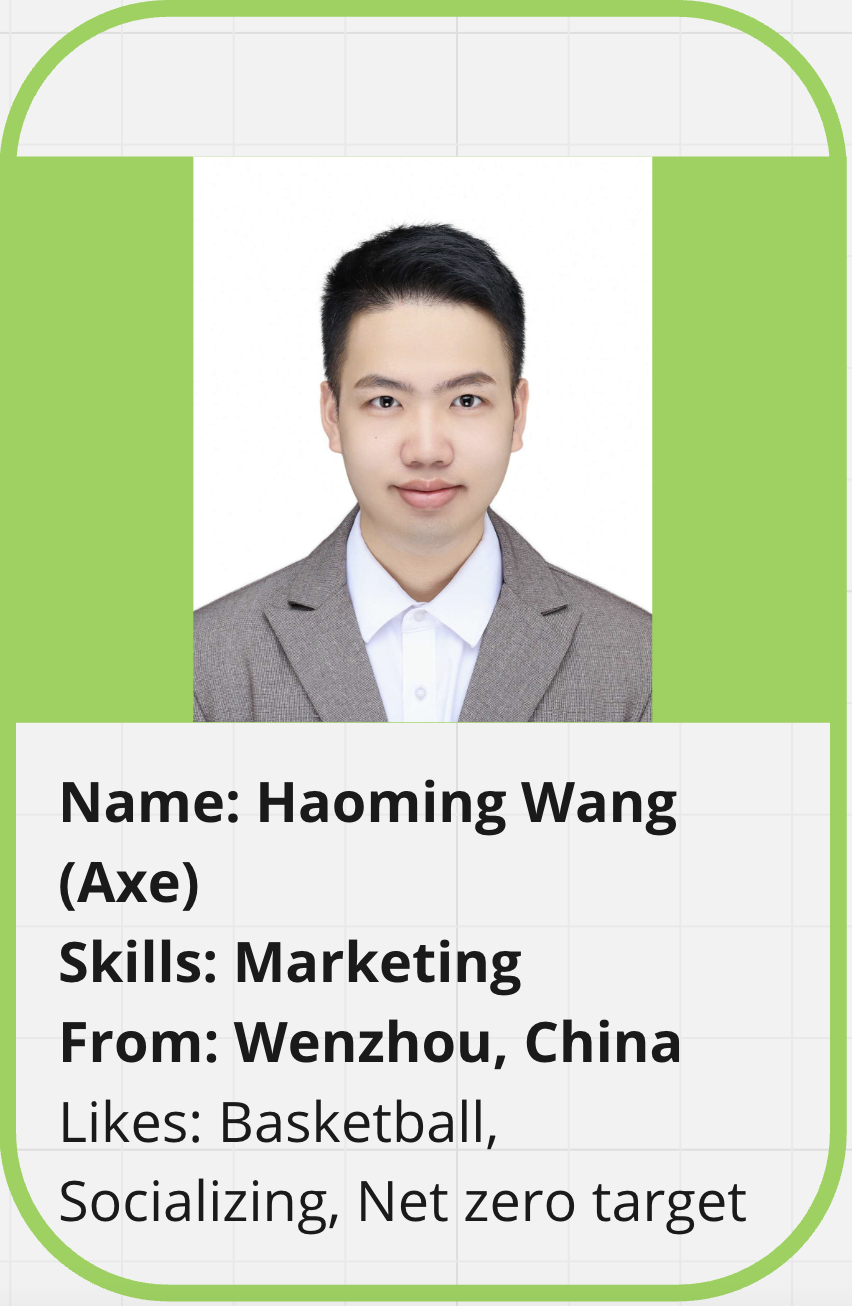 Name: Haoming Wang
(Axe)
Skills: Marketing
From: Wenzhou, China
Likes: Basketball,
Socializing, Net zero target